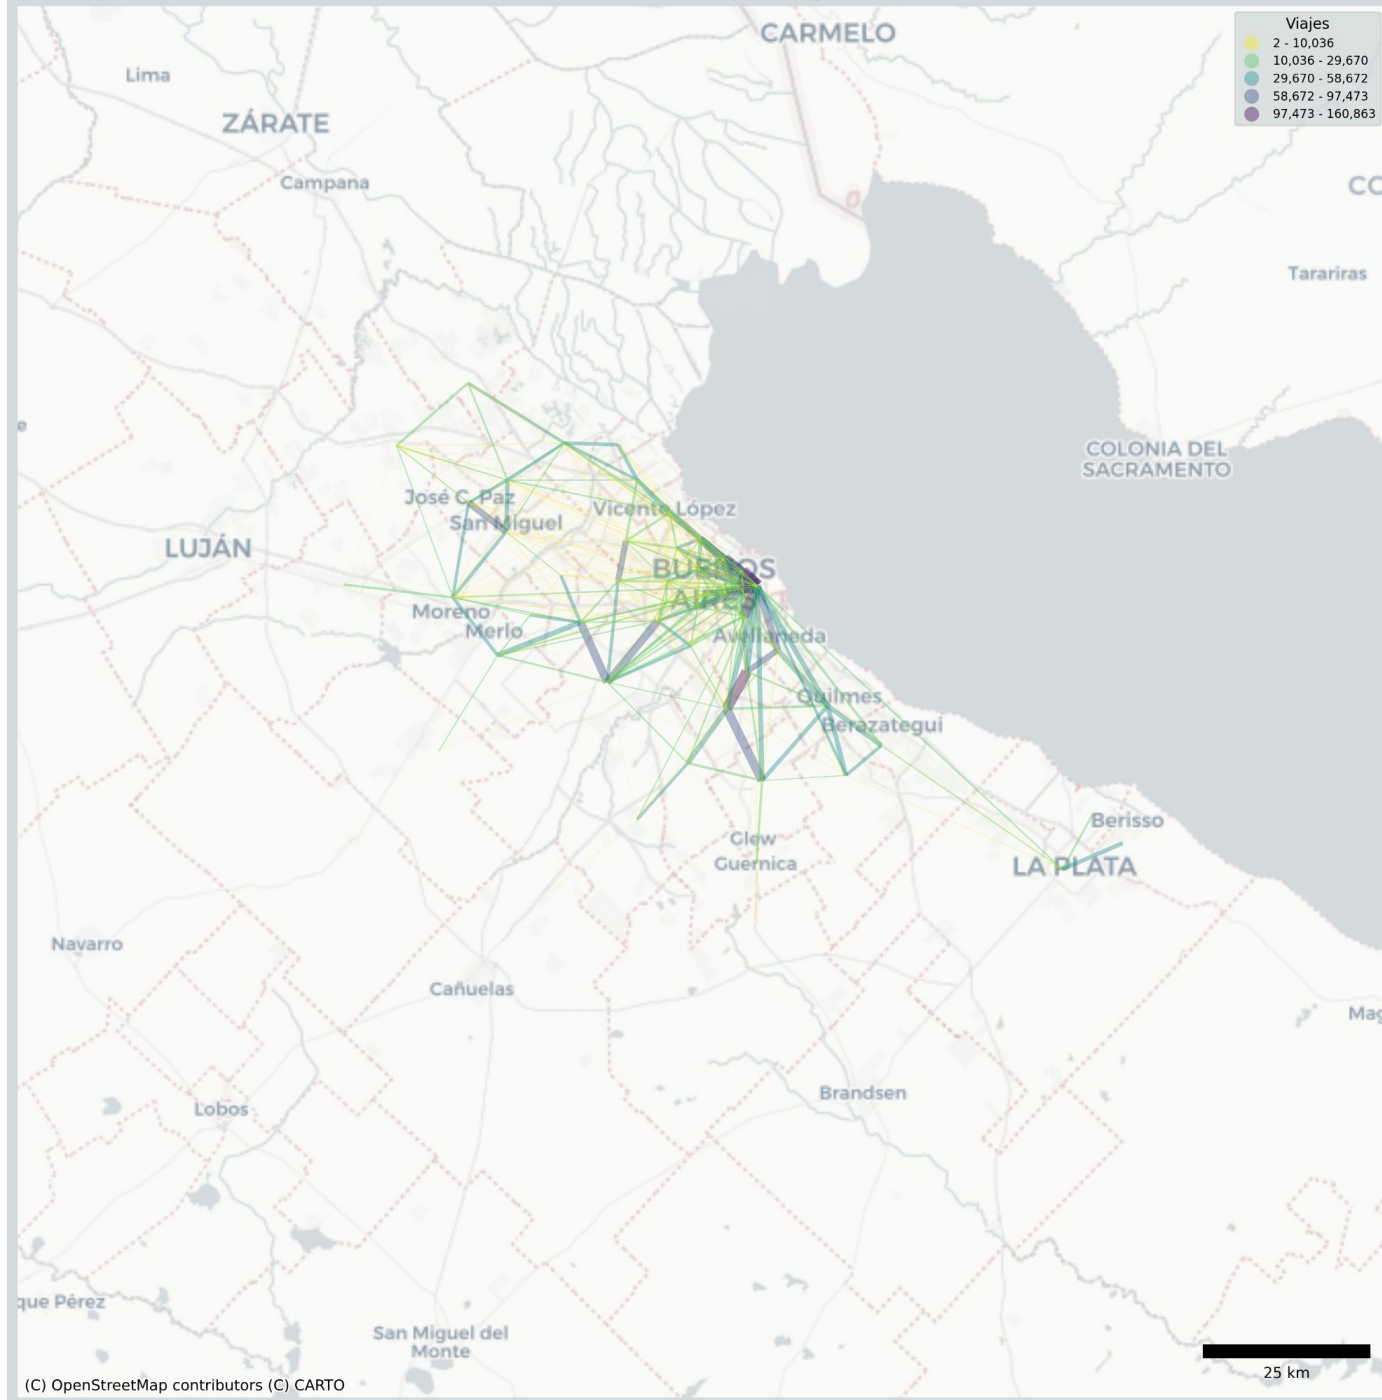 CARMELO
Viajes
2 - 10,036
10,036 - 29,670
29,670 - 58,672
58,672 - 97,473
97,473 - 160,863
Lima
ZÁRATE
Campana
CO
Tarariras
e
COLONIA DEL
SACRAMENTO
José C. Paz
San Miguel
Vicente López
LUJÁN
BUENOS
AIRES
Moreno
Merlo
Avellaneda
Quilmes
Berazategui
Glew
Guernica
Berisso
LA PLATA
Navarro
Cañuelas
Mag
Brandsen
Lobos
que Pérez
San Miguel del
Monte
25 km
(C) OpenStreetMap contributors (C) CARTO